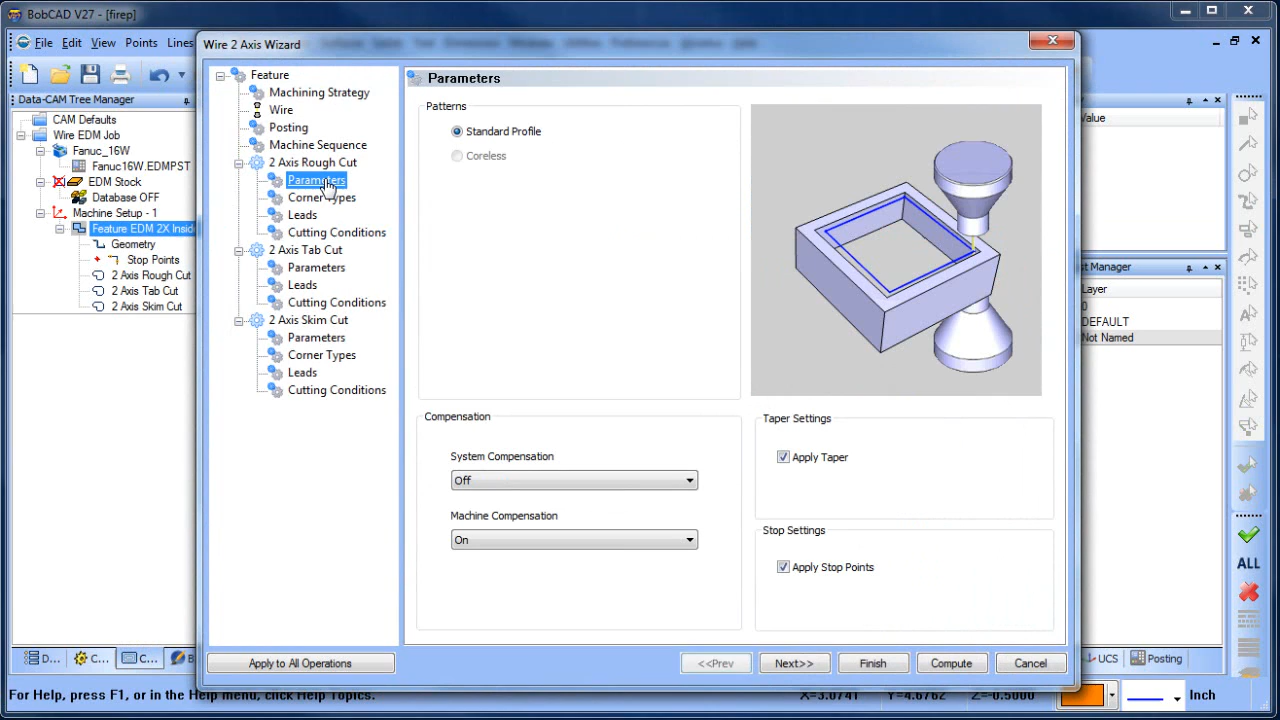 BobCAD V27 - [firep]
File Edit View Points Lines
Data-CAM Tree Manager
CAM Defaults
Wire EDM Job
Fanuc_16W
Fanuc16W.EDMPST
EDM Stock
Database OFF
Machine Setup - 1
Feature EDM 2X Insid
Geometry
Stop Points
2 Axis Rough Cut
2 Axis Tab Cut
2 Axis Skim Cut
D... C... C... B
Wire 2 Axis Wizard
Feature
Machining Strategy
Wire
Posting
Machine Sequence
2 Axis Rough Cut
Parameters
Corner Types
Leads
Cutting Conditions
2 Axis Tab Cut
Parameters
Leads
Cutting Conditions
2 Axis Skim Cut
Parameters
Corner Types
Leads
Cutting Conditions
Apply to All Operations
Parameters
Patterns
Standard Profile
Coreless
Compensation
System Compensation
Off
Machine Compensation
On
Taper Settings
Apply Taper
Stop Settings
Apply Stop Points
<<Prev Next>> Finish Compute Cancel
Value
st Manager
Layer
0
DEFAULT
Not Named
ALL
UCS Posting
For Help, press F1, or in the Help menu, click Help Topics.
X=3.0741 Y=4.6762 Z=-0.5000
Inch